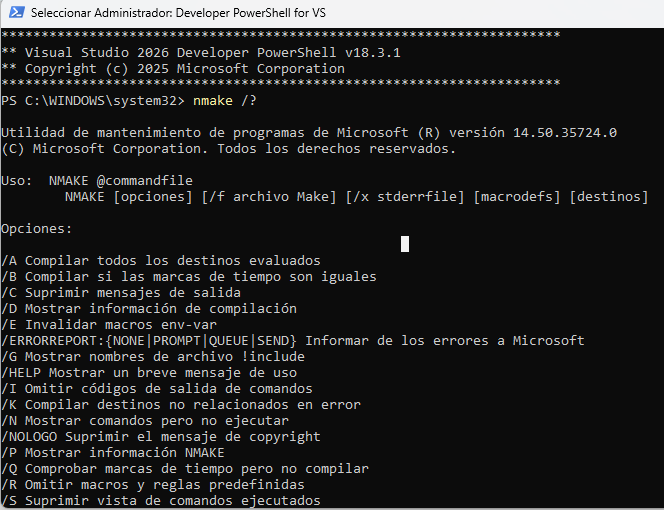 Seleccionar Administrador: Developer PowerShell for VS
**********************************************************************
** Visual Studio 2026 Developer PowerShell v18.3.1
** Copyright (c) 2025 Microsoft Corporation
**********************************************************************
PS C:\WINDOWS\system32> nmake /?
Utilidad de mantenimiento de programas de Microsoft (R) versión 14.50.35724.0
(C) Microsoft Corporation. Todos los derechos reservados.
Uso:  NMAKE @commandfile
NMAKE [opciones] [/f archivo Make] [/x stderrfile] [macrodefs] [destinos]
Opciones:
/A Compilar todos los destinos evaluados
/B Compilar si las marcas de tiempo son iguales
/C Suprimir mensajes de salida
/D Mostrar información de compilación
/E Invalidar macros env-var
/ERRORREPORT:{NONE|PROMPT|QUEUE|SEND} Informar de los errores a Microsoft
/G Mostrar nombres de archivo !include
/HELP Mostrar un breve mensaje de uso
/I Omitir códigos de salida de comandos
/K Compilar destinos no relacionados en error
/N Mostrar comandos pero no ejecutar
/NOLOGO Suprimir el mensaje de copyright
/P Mostrar información NMAKE
/Q Comprobar marcas de tiempo pero no compilar
/R Omitir macros y reglas predefinidas
/S Suprimir vista de comandos ejecutados